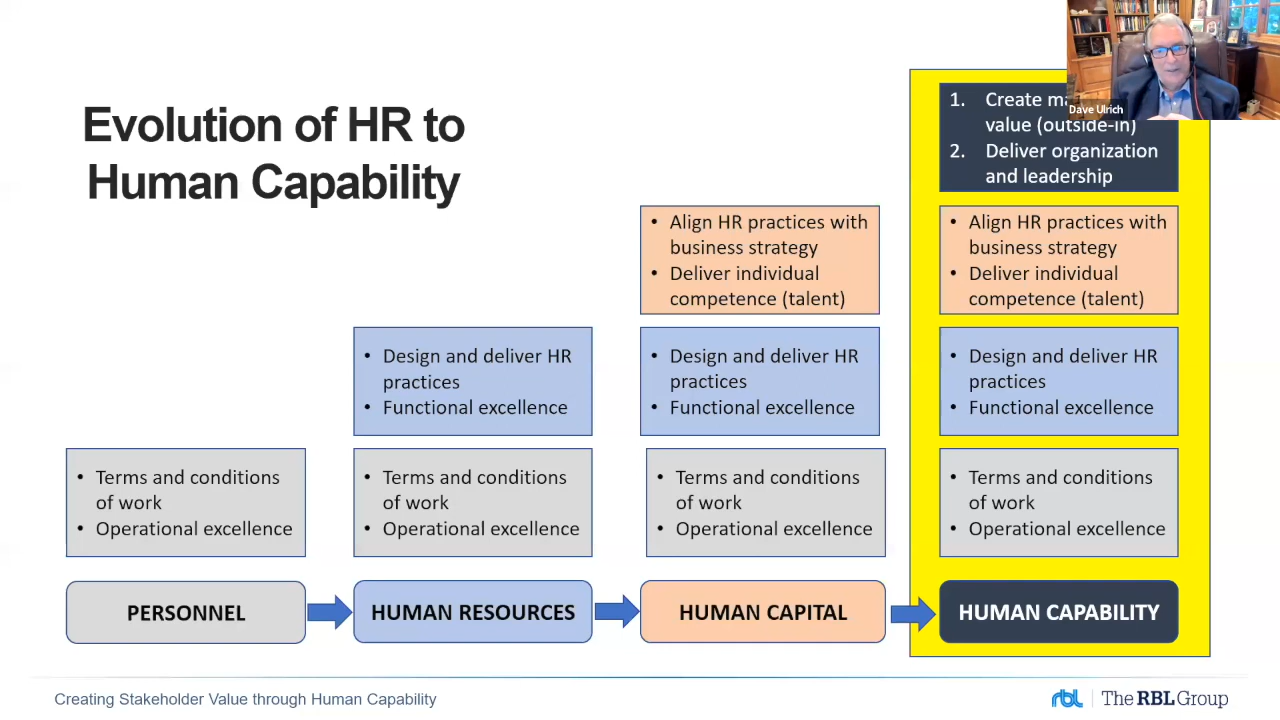 Evolution of HR to
Human Capability
Dave Ulrich
1. Create
value (outside-in)
2. Deliver organization
and leadership
• Align HR practices with
business strategy
• Deliver individual
competence (talent)
• Align HR practices with
business strategy
• Deliver individual
competence (talent)
• Design and deliver HR
practices
• Functional excellence
• Design and deliver HR
practices
• Functional excellence
• Design and deliver HR
practices
• Functional excellence
• Terms and conditions
of work
• Operational excellence
• Terms and conditions
of work
• Operational excellence
• Terms and conditions
of work
• Operational excellence
• Terms and conditions
of work
• Operational excellence
PERSONNEL
HUMAN RESOURCES
HUMAN CAPITAL
HUMAN CAPABILITY
Creating Stakeholder Value through Human Capability
rbl The RBL Group